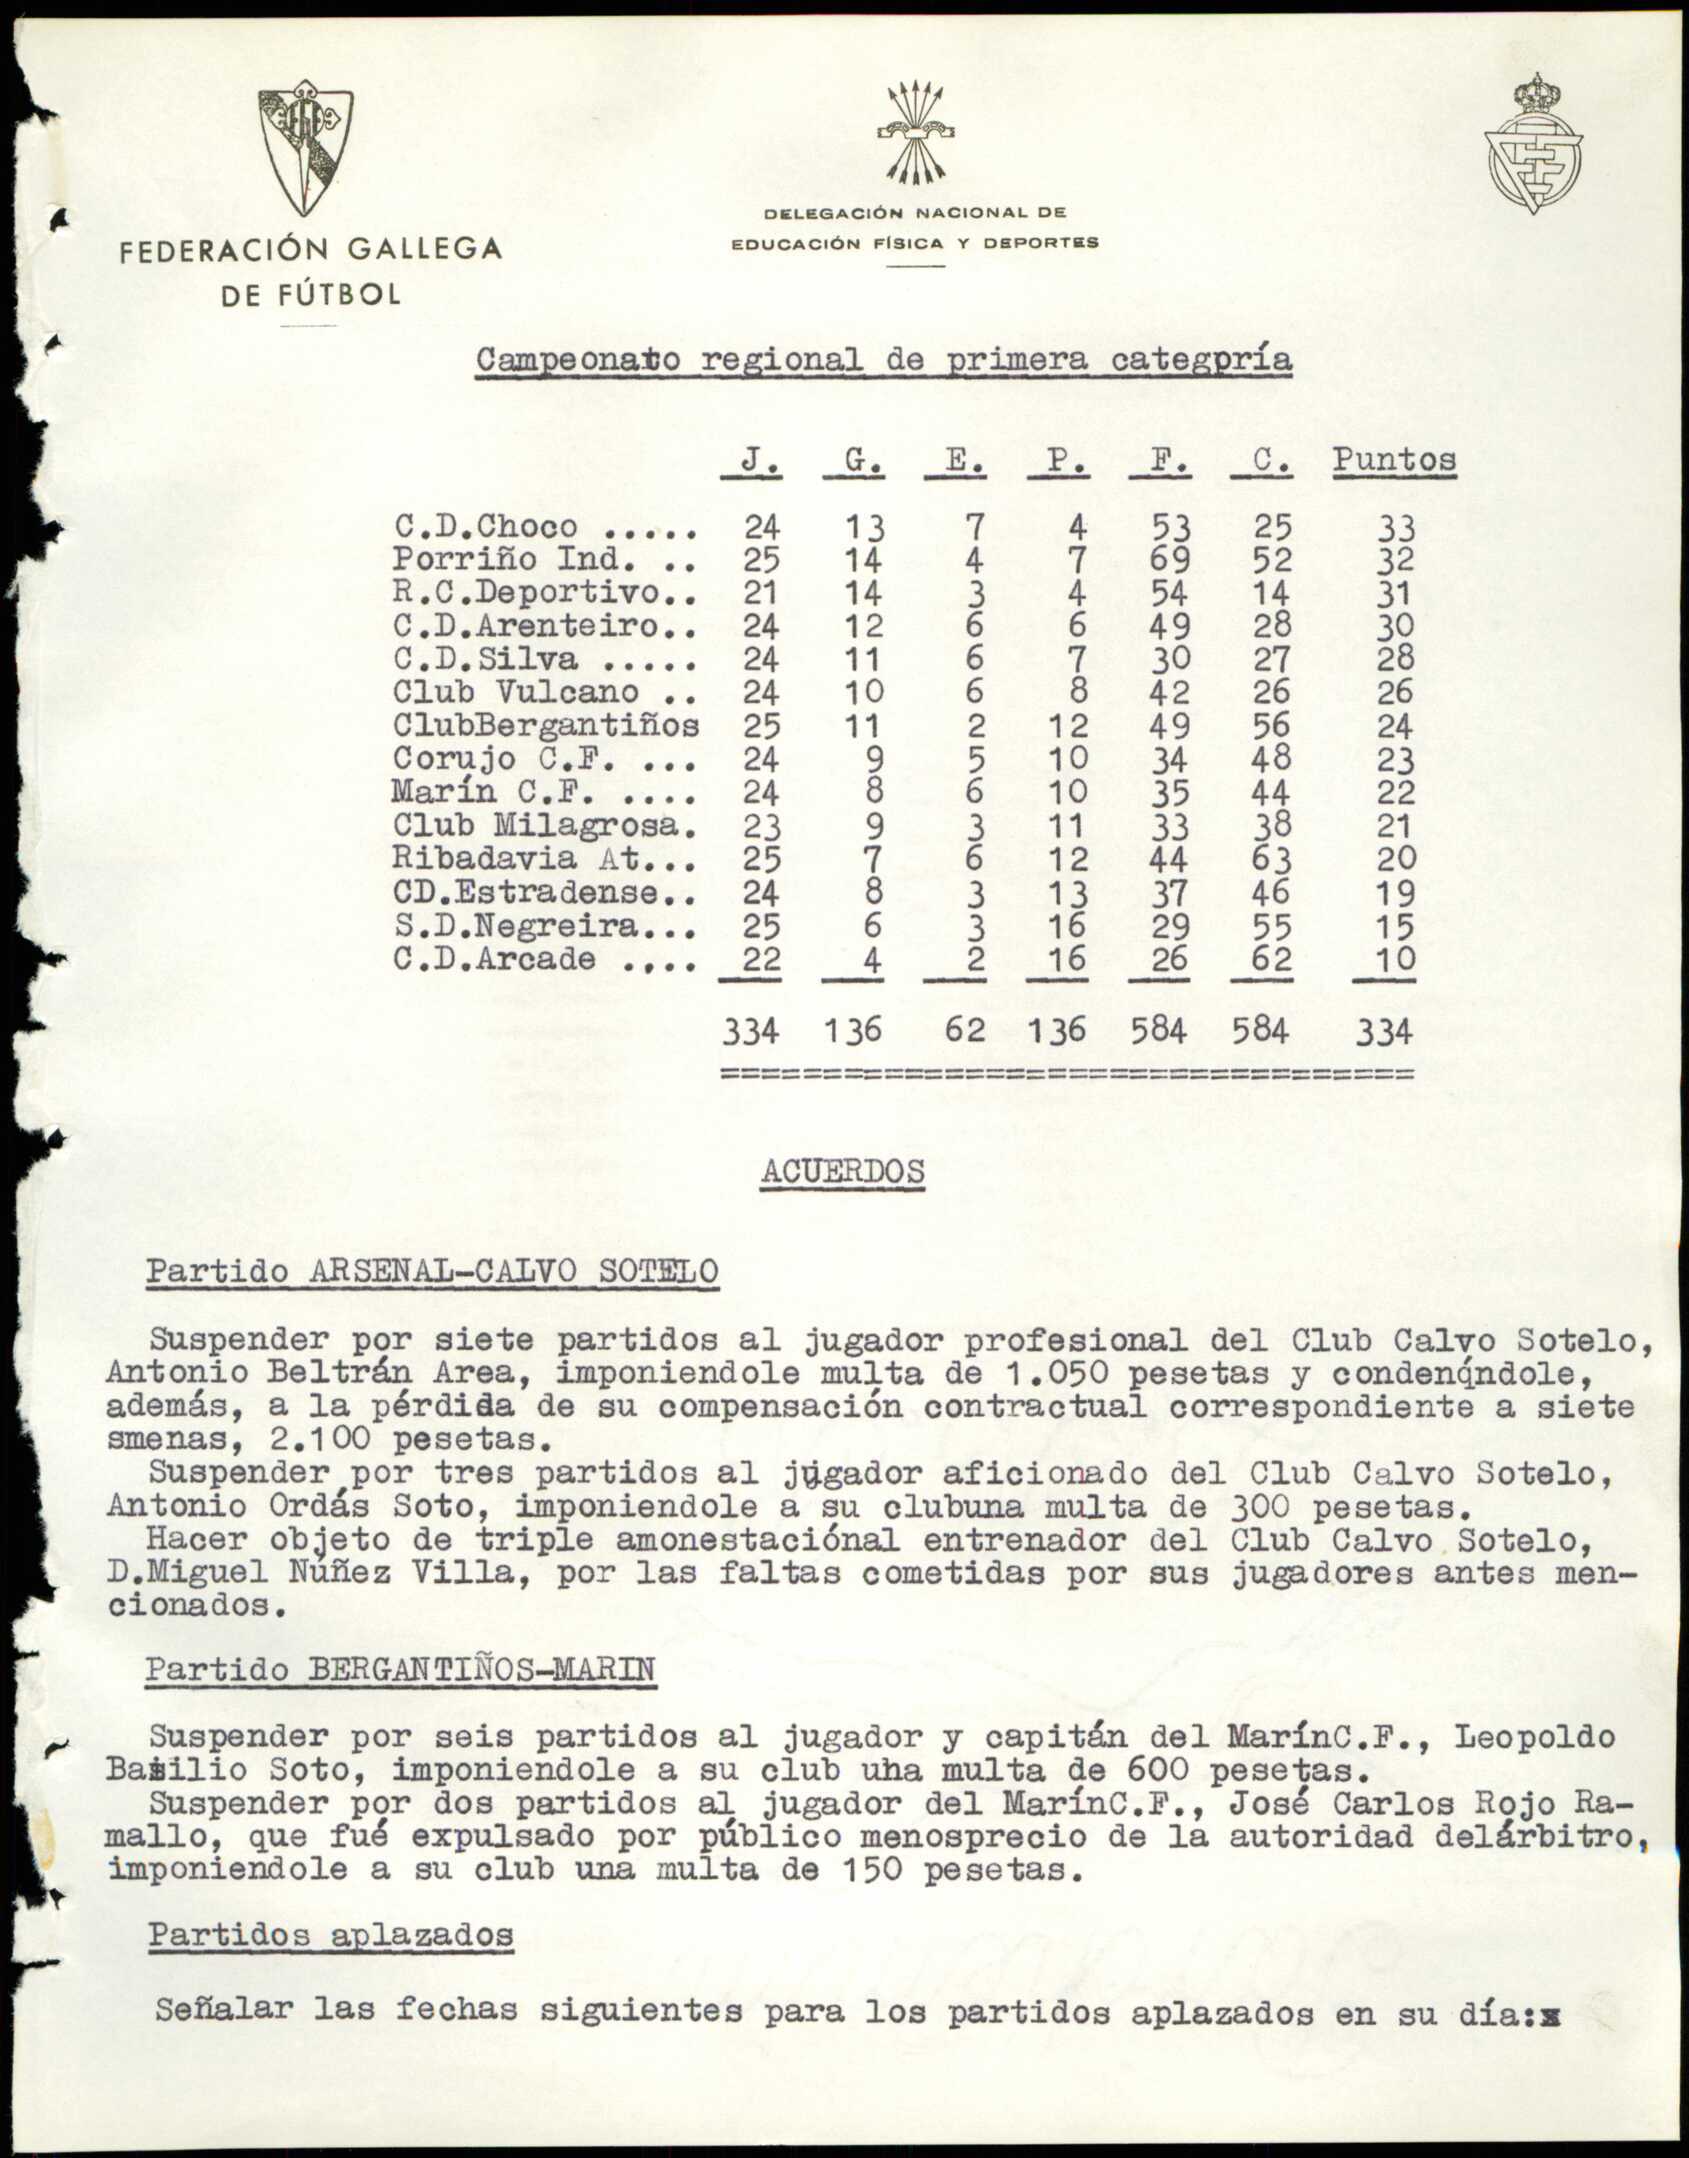 FEDERACIÓN GALLEGA
DE FÚTBOL
DELEGACIÓN NACIONAL DE
EDUCACIÓN FÍSICA Y DEPORTES
Campeonato regional de primera categpría
J. G. E. P. F. C. Puntos
C.D.Choco ..... 24 13 7 4 53 25 33
Porriño Ind. .. 25 14 4 7 69 52 32
R.C.Deportivo.. 21 14 3 4 54 14 31
C.D.Arenteiro.. 24 12 6 6 49 28 30
C.D.Silva ..... 24 11 6 7 30 27 28
Club Vulcano .. 24 10 6 8 42 26 26
ClubBergantiños 25 11 2 12 49 56 24
Corujo C.F. ... 24 9 5 10 34 48 23
Marín C.F. .... 24 8 6 10 35 44 22
Club Milagrosa. 23 9 3 11 33 38 21
Ribadavia At... 25 7 6 12 44 63 20
CD.Estradense.. 24 8 3 13 37 46 19
S.D.Negreira... 25 6 3 16 29 55 15
C.D.Arcade .... 22 4 2 16 26 62 10
334 136 62 136 584 584 334
==================================
ACUERDOS
Partido ARSENAL-CALVO SOTELO
Suspender por siete partidos al jugador profesional del Club Calvo Sotelo,
Antonio Beltrán Area, imponiendole multa de 1.050 pesetas y condenqndole,
además, a la pérdida de su compensación contractual correspondiente a siete
smenas, 2.100 pesetas.
Suspender por tres partidos al jugador aficionado del Club Calvo Sotelo,
Antonio Ordás Soto, imponiendole a su clubuna multa de 300 pesetas.
Hacer objeto de triple amonestaciónal entrenador del Club Calvo Sotelo,
D.Miguel Núñez Villa, por las faltas cometidas por sus jugadores antes men-
cionados.
Partido BERGANTIÑOS-MARIN
Suspender por seis partidos al jugador y capitán del MarínC.F., Leopoldo
Basilio Soto, imponiendole a su club una multa de 600 pesetas.
Suspender por dos partidos al jugador del MarínC.F., José Carlos Rojo Ra-
mallo, que fué expulsado por público menosprecio de la autoridad delárbitro,
imponiendole a su club una multa de 150 pesetas.
Partidos aplazados
Señalar las fechas siguientes para los partidos aplazados en su día: